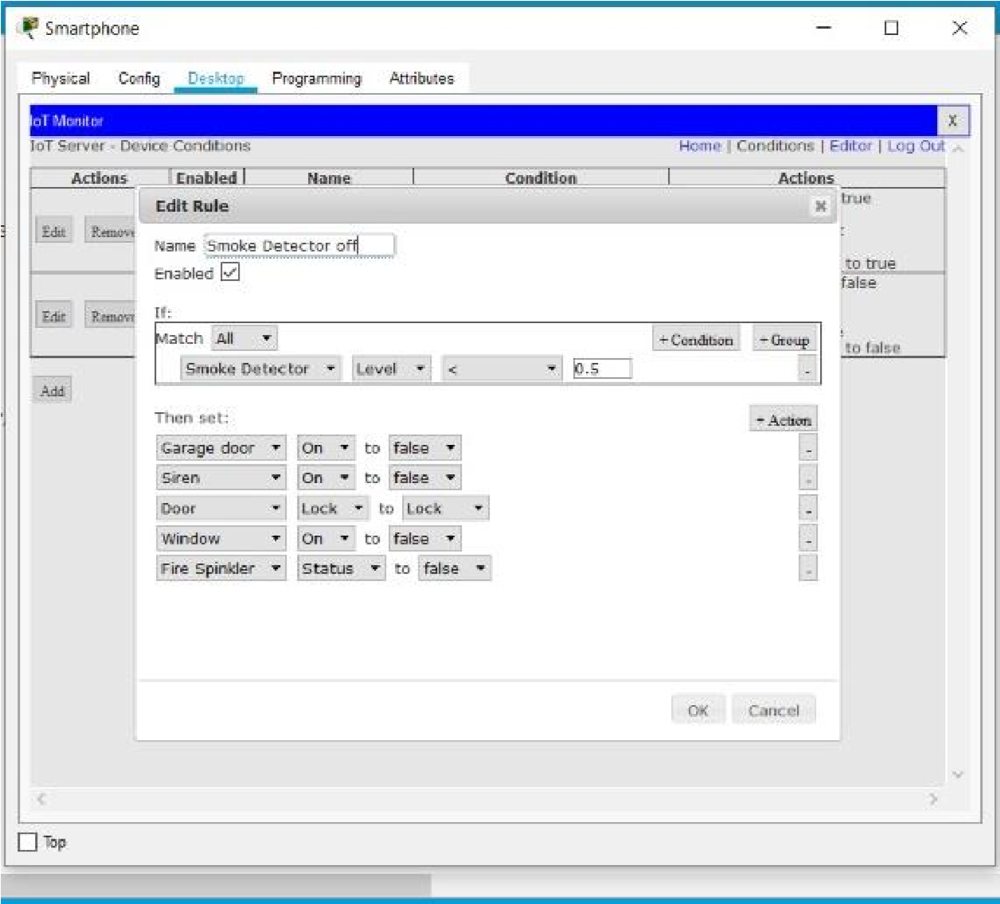 Smartphone
Physical Config Desktop Programming Attributes
IoT Monitor X
IoT Server - Device Conditions Home | Conditions | Editor | Log Out
Actions Enabled Name Condition Actions
Edit Rule
true
Edit Remove
Name Smoke Detector off
to true
Enabled
false
Edit Remove
If:
Match All + Condition + Group
to false
Smoke Detector Level < 0.5 -
Add
Then set: + Action
Garage door On to false -
Siren On to false -
Door Lock to Lock -
Window On to false -
Fire Spinkler Status to false -
OK Cancel
Top